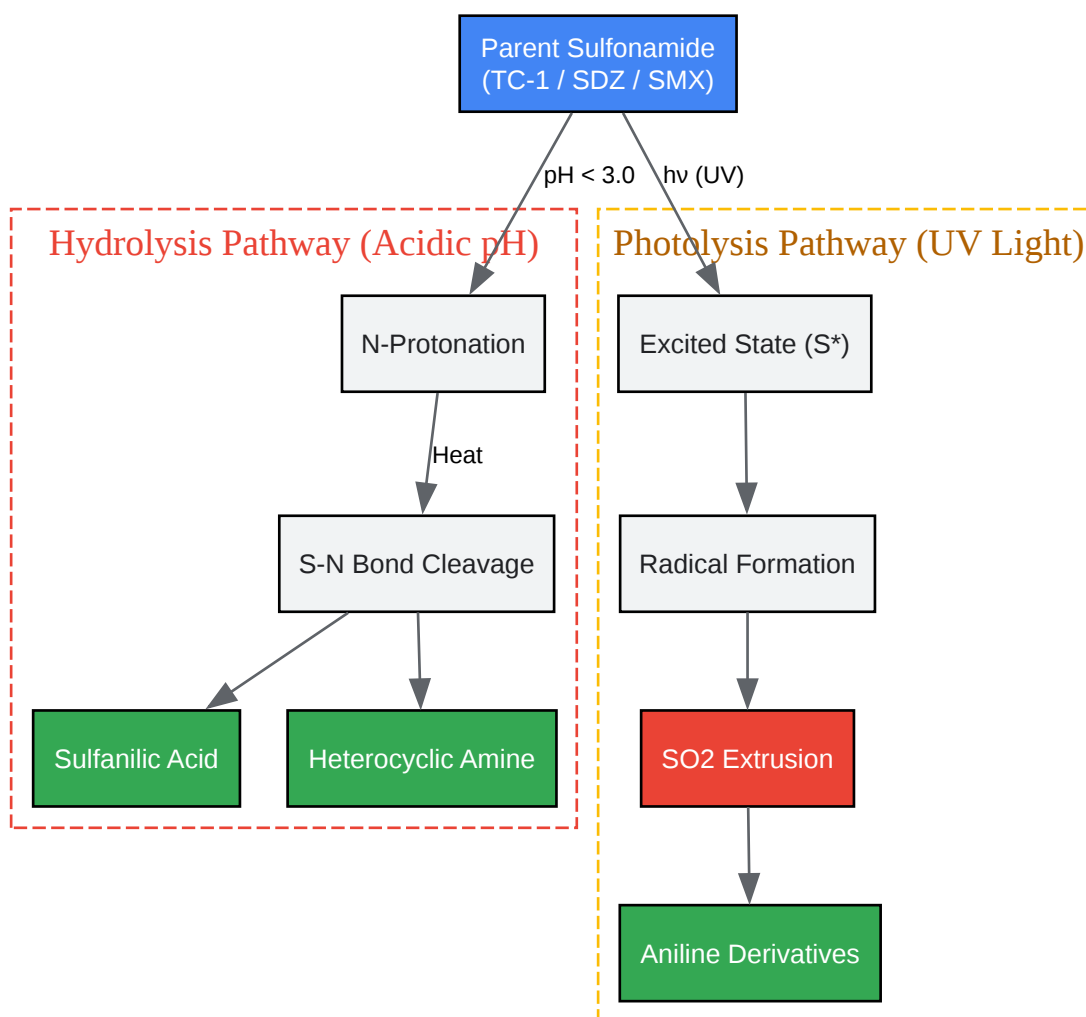 Parent Sulfonamide
(TC-1 / SDZ / SMX)
pH < 3.0
hν (UV)
Hydrolysis Pathway (Acidic pH)
Photolysis Pathway (UV Light)
N-Protonation
Excited State (S*)
Heat
S-N Bond Cleavage
Radical Formation
Sulfanilic Acid
Heterocyclic Amine
SO2 Extrusion
Aniline Derivatives